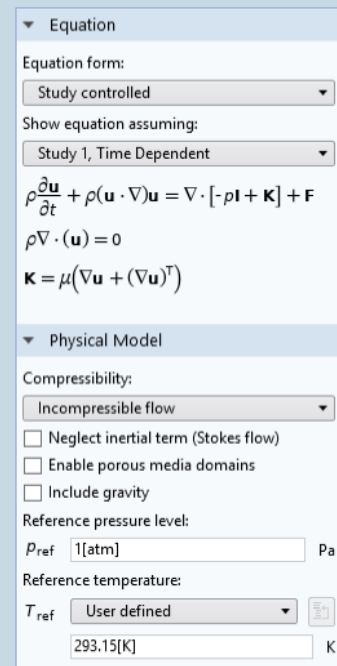 Equation
Equation form:
Study controlled
Show equation assuming:
Study 1, Time Dependent
ρ∂u/∂t + ρ(u · ∇)u = ∇ · [-pI + K] + F
ρ∇ · (u) = 0
K = μ(∇u + (∇u)ᵀ)
Physical Model
Compressibility:
Incompressible flow
Neglect inertial term (Stokes flow)
Enable porous media domains
Include gravity
Reference pressure level:
pref 1[atm] Pa
Reference temperature:
Tref User defined
293.15[K] K